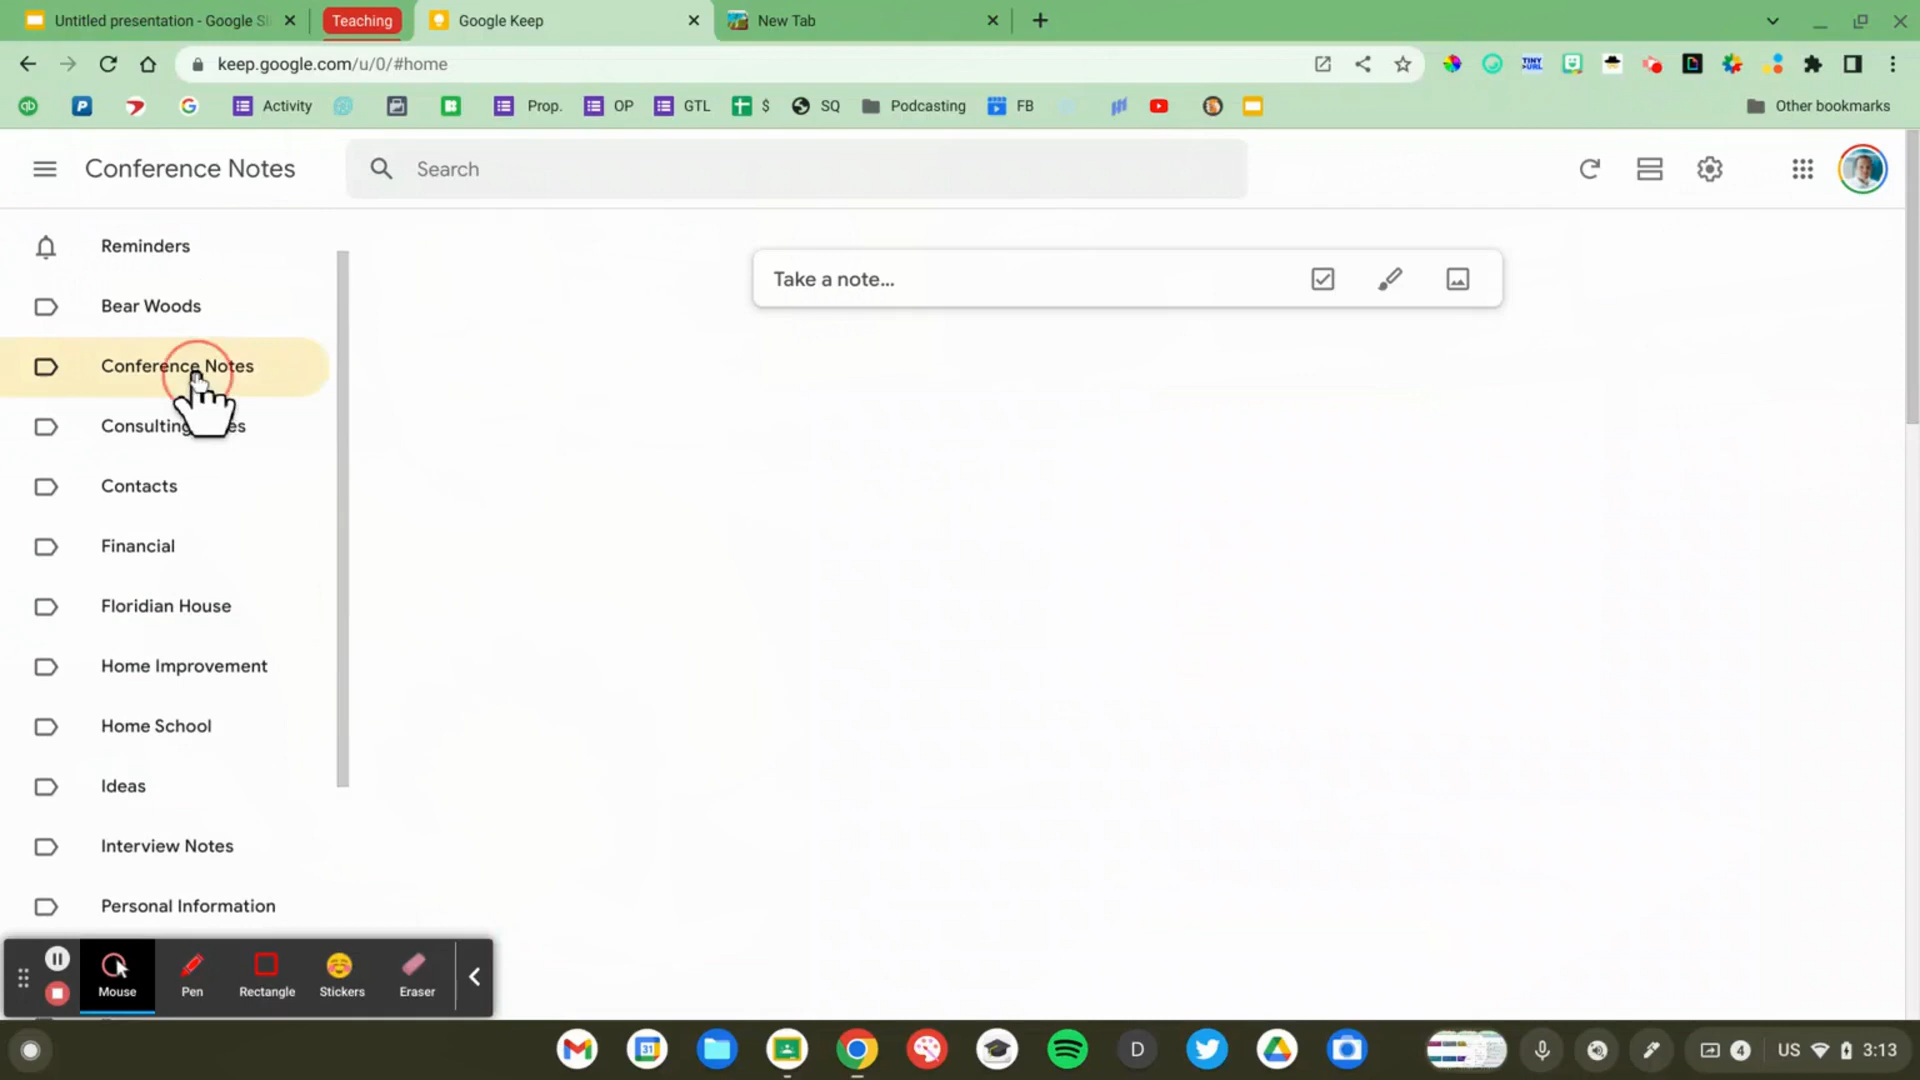 Untitled presentation - Google Sl
Teaching
Google Keep
New Tab
keep.google.com/u/0/#home
Activity
Prop.
OP
GTL
$
SQ
Podcasting
FB
Other bookmarks
Conference Notes
Search
Reminders
Take a note...
Bear Woods
Conference Notes
Consulting es
Contacts
Financial
Floridian House
Home Improvement
Home School
Ideas
Interview Notes
Personal Information
Mouse
Pen
Rectangle
Stickers
Eraser
D
4
US
3:13